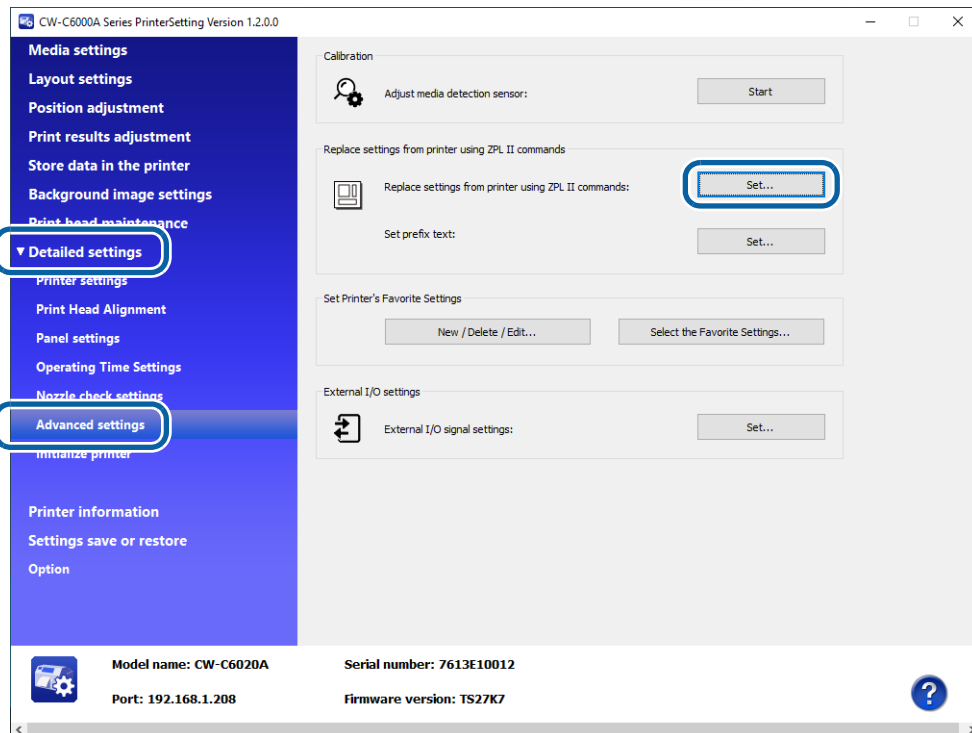 CW-C6000A Series PrinterSetting Version 1.2.0.0
Media settings
Layout settings
Position adjustment
Print results adjustment
Store data in the printer
Background image settings
Print head maintenance
Detailed settings
Printer settings
Print Head Alignment
Panel settings
Operating Time Settings
Nozzle check settings
Advanced settings
Initialize printer
Printer information
Settings save or restore
Option
Calibration
Adjust media detection sensor:
Start
Replace settings from printer using ZPL II commands
Replace settings from printer using ZPL II commands:
Set...
Set prefix text:
Set...
Set Printer's Favorite Settings
New / Delete / Edit...
Select the Favorite Settings...
External I/O settings
External I/O signal settings:
Set...
Model name: CW-C6020A
Serial number: 7613E10012
Port: 192.168.1.208
Firmware version: TS27K7
?